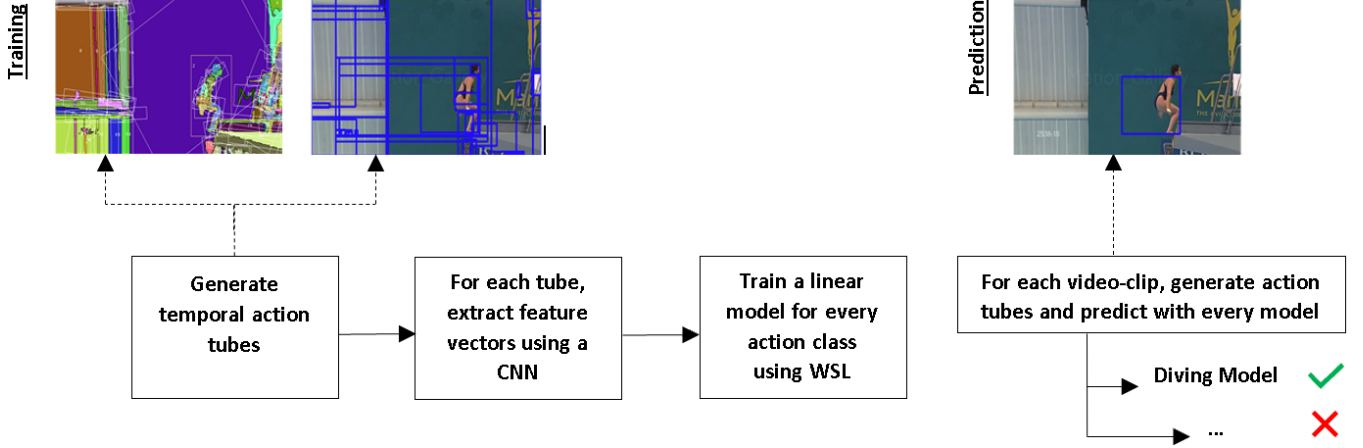 Training
Prediction
Generate
temporal action
tubes
For each tube,
extract feature
vectors using a
CNN
Train a linear
model for every
action class
using WSL
For each video-clip, generate action
tubes and predict with every model
Diving Model
...